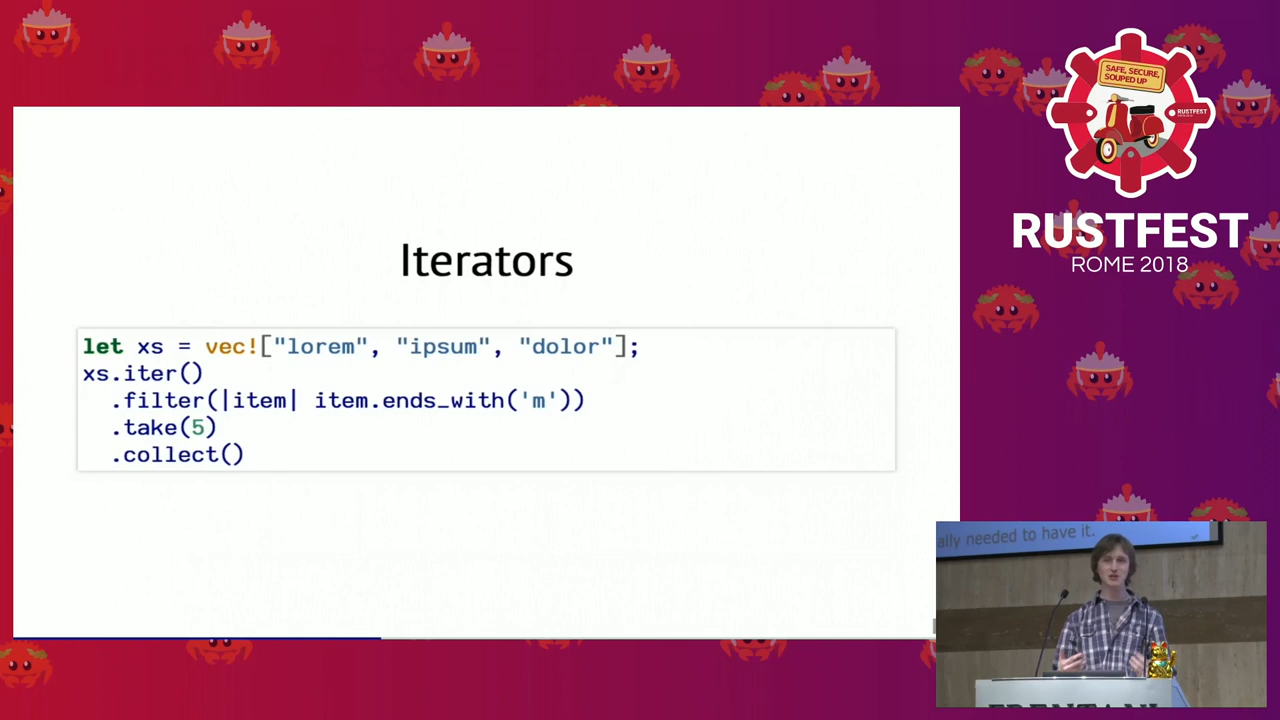 SAFE, SECURE,
SOUPED UP
RUSTFEST
RUSTFEST
ROME 2018
Iterators
let xs = vec!["lorem", "ipsum", "dolor"];
xs.iter()
  .filter(|item| item.ends_with('m'))
  .take(5)
  .collect()
ally needed to have it.